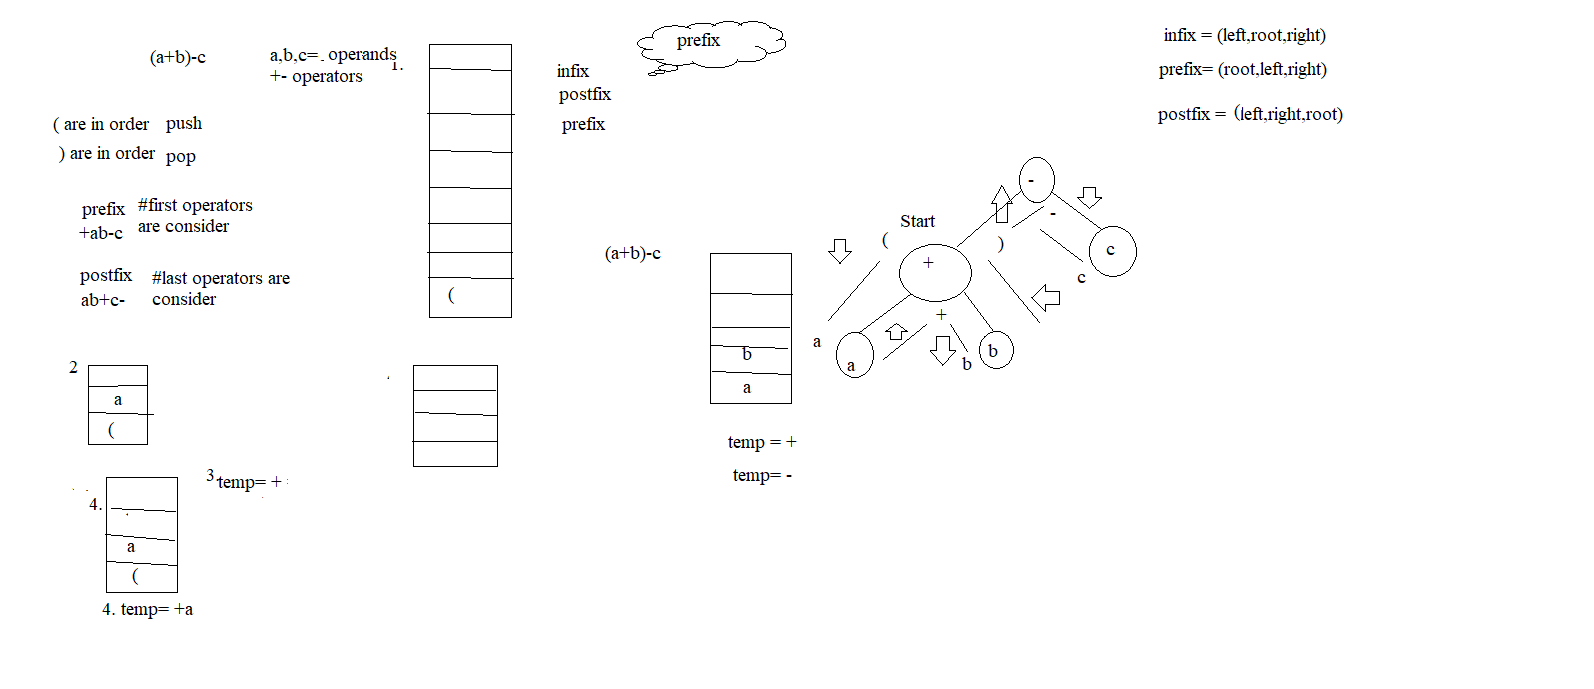 (a+b)-c
a,b,c= . operands
+- operators
1.
( are in order push
) are in order pop
prefix #first operators
+ab-c are consider
postfix #last operators are
ab+c- consider
(
2
a
(
3 temp= +
4.
a
(
4. temp= +a
prefix
infix
postfix
prefix
infix = (left,root,right)
prefix= (root,left,right)
postfix = (left,right,root)
(a+b)-c
b
a
temp = +
temp= -
Start
-
-
(
)
+
c
c
+
a
a
b
b